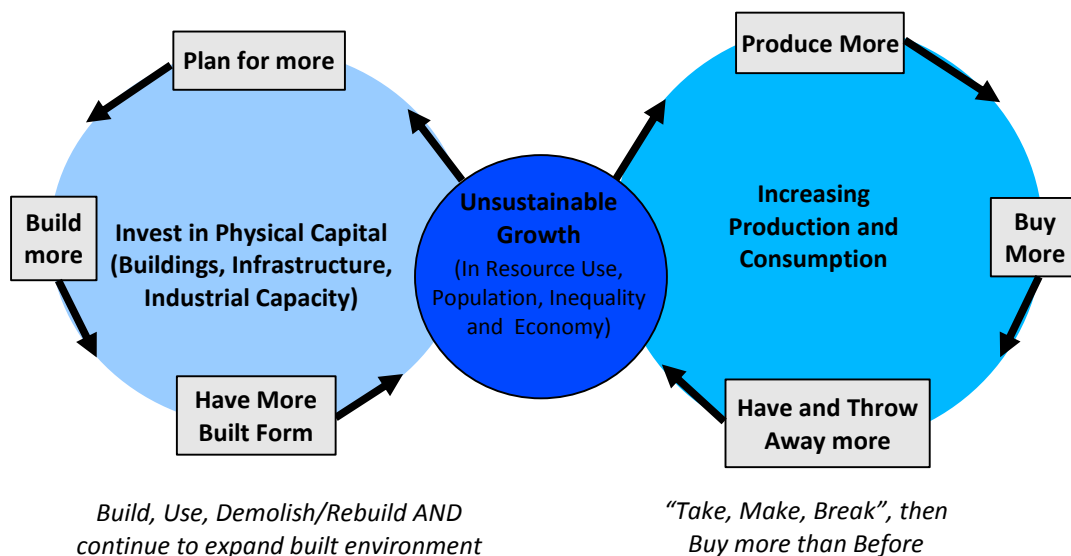 Plan for more
Build
more
Invest in Physical Capital
(Buildings, Infrastructure,
Industrial Capacity)
Have More
Built Form
Unsustainable
Growth
(In Resource Use,
Population, Inequality
and Economy)
Produce More
Increasing
Production and
Consumption
Buy
More
Have and Throw
Away more
Build, Use, Demolish/Rebuild AND
continue to expand built environment
“Take, Make, Break”, then
Buy more than Before